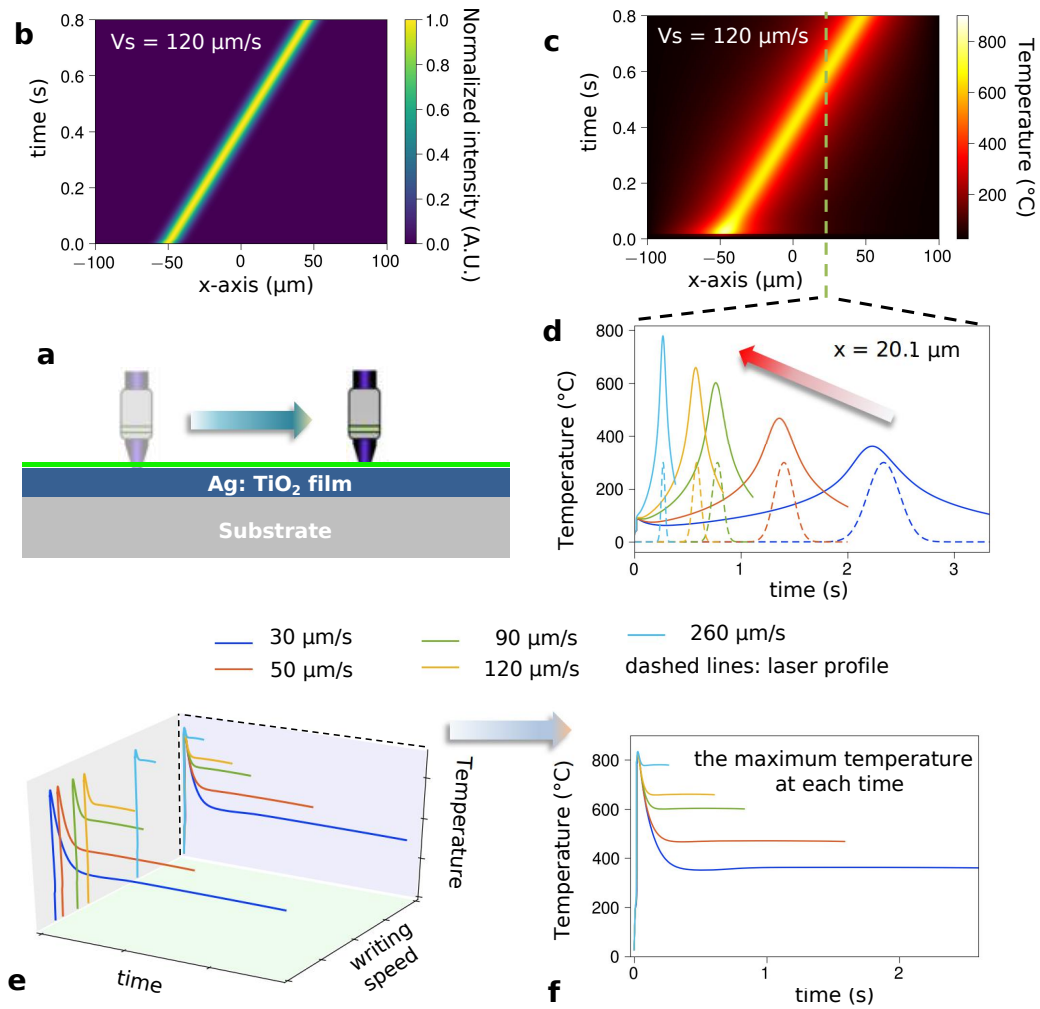 b
Vs = 120 μm/s
0.8
0.6
0.4
0.2
0.0
time (s)
−100
−50
0
50
100
x-axis (μm)
1.0
0.8
0.6
0.4
0.2
0.0
Normalized intensity (A.U.)
c
Vs = 120 μm/s
0.8
0.6
0.4
0.2
0.0
time (s)
−100
−50
0
50
100
x-axis (μm)
800
600
400
200
Temperature (°C)
a
Ag: TiO₂ film
Substrate
d
x = 20.1 μm
800
600
400
200
0
Temperature (°C)
0
1
2
3
time (s)
30 μm/s
90 μm/s
260 μm/s
50 μm/s
120 μm/s
dashed lines: laser profile
e
Temperature
writing
speed
time
f
the maximum temperature
at each time
800
600
400
200
0
Temperature (°C)
0
1
2
time (s)